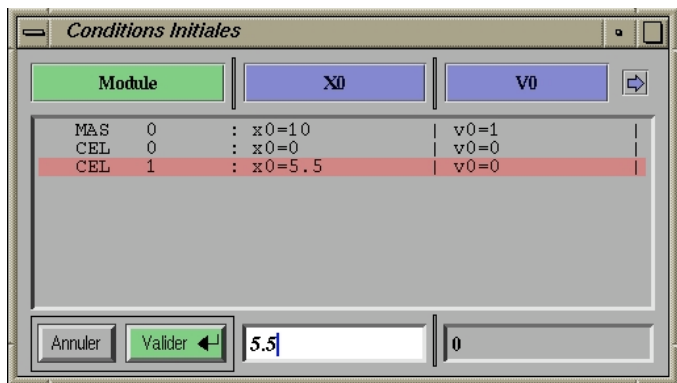 Conditions Initiales
Module X0 V0
MAS 0 : x0=10 | v0=1 |
CEL 0 : x0=0 | v0=0 |
CEL 1 : x0=5.5 | v0=0 |
Annuler Valider 5.5 0